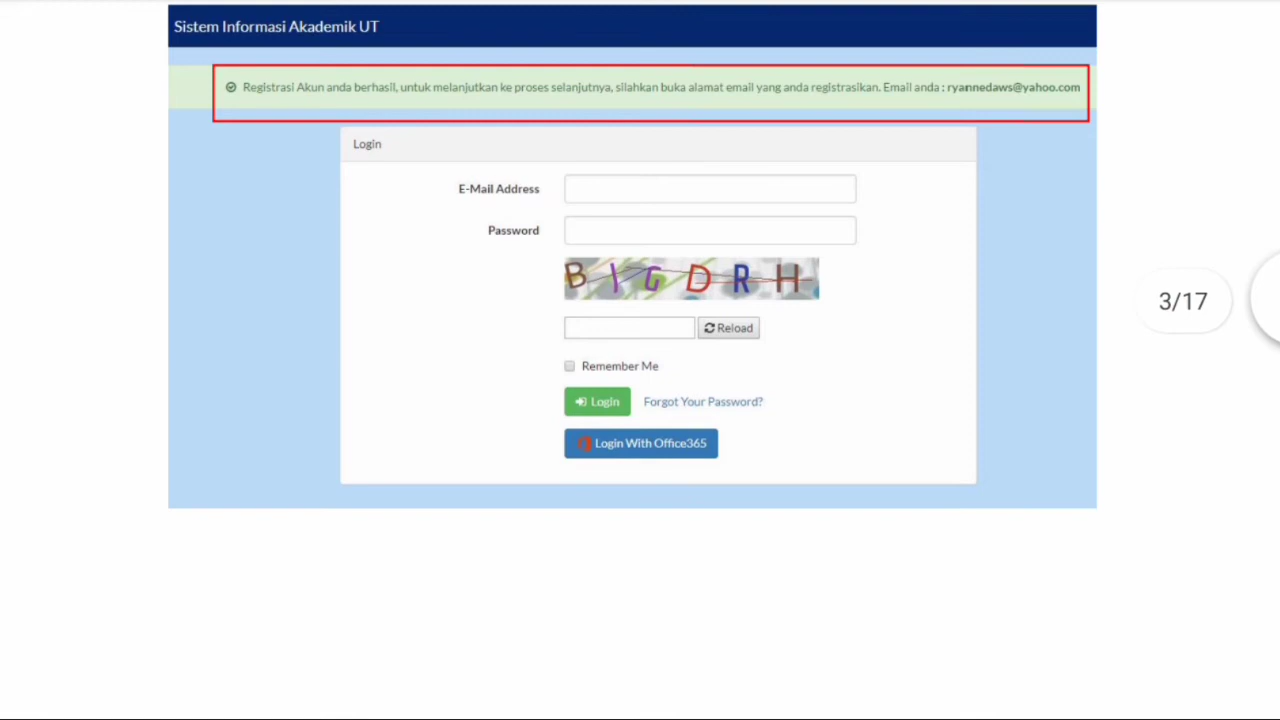 Sistem Informasi Akademik UT
Registrasi Akun anda berhasil, untuk melanjutkan ke proses selanjutnya, silahkan buka alamat email yang anda registrasikan. Email anda : ryannedaws@yahoo.com
Login
E-Mail Address
Password
B I G D R H
Reload
Remember Me
Login
Forgot Your Password?
Login With Office365
3/17